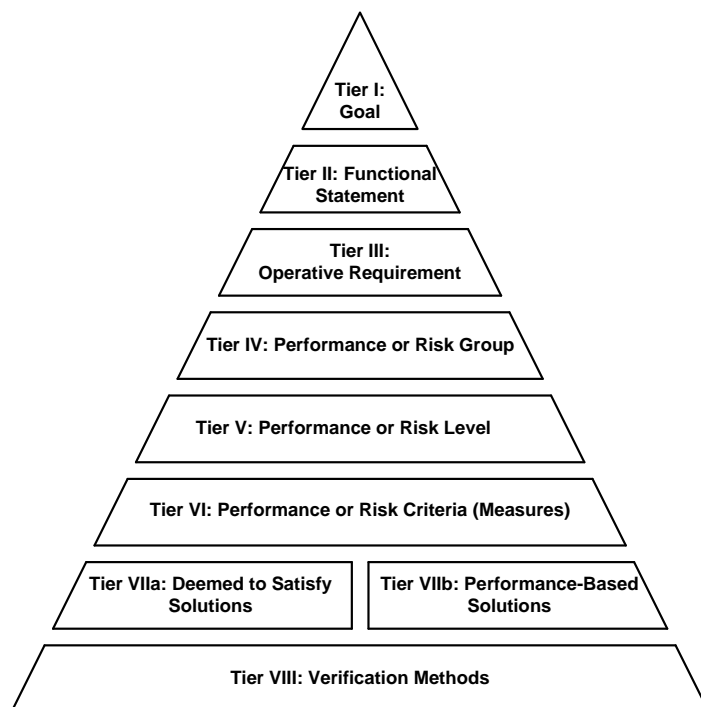 Tier I:
Goal
Tier II: Functional
Statement
Tier III:
Operative Requirement
Tier IV: Performance or Risk Group
Tier V: Performance or Risk Level
Tier VI: Performance or Risk Criteria (Measures)
Tier VIIa: Deemed to Satisfy
Solutions
Tier VIIb: Performance-Based
Solutions
Tier VIII: Verification Methods